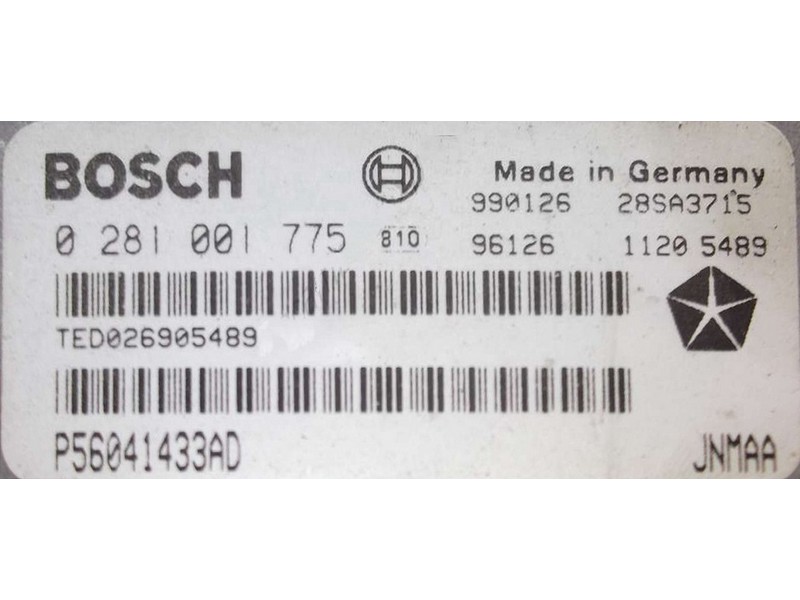 BOSCH
Made in Germany
990126 28SA3715
0 281 001 775 810 96126 1120 5489
TED026905489
P56041433AD JNMAA